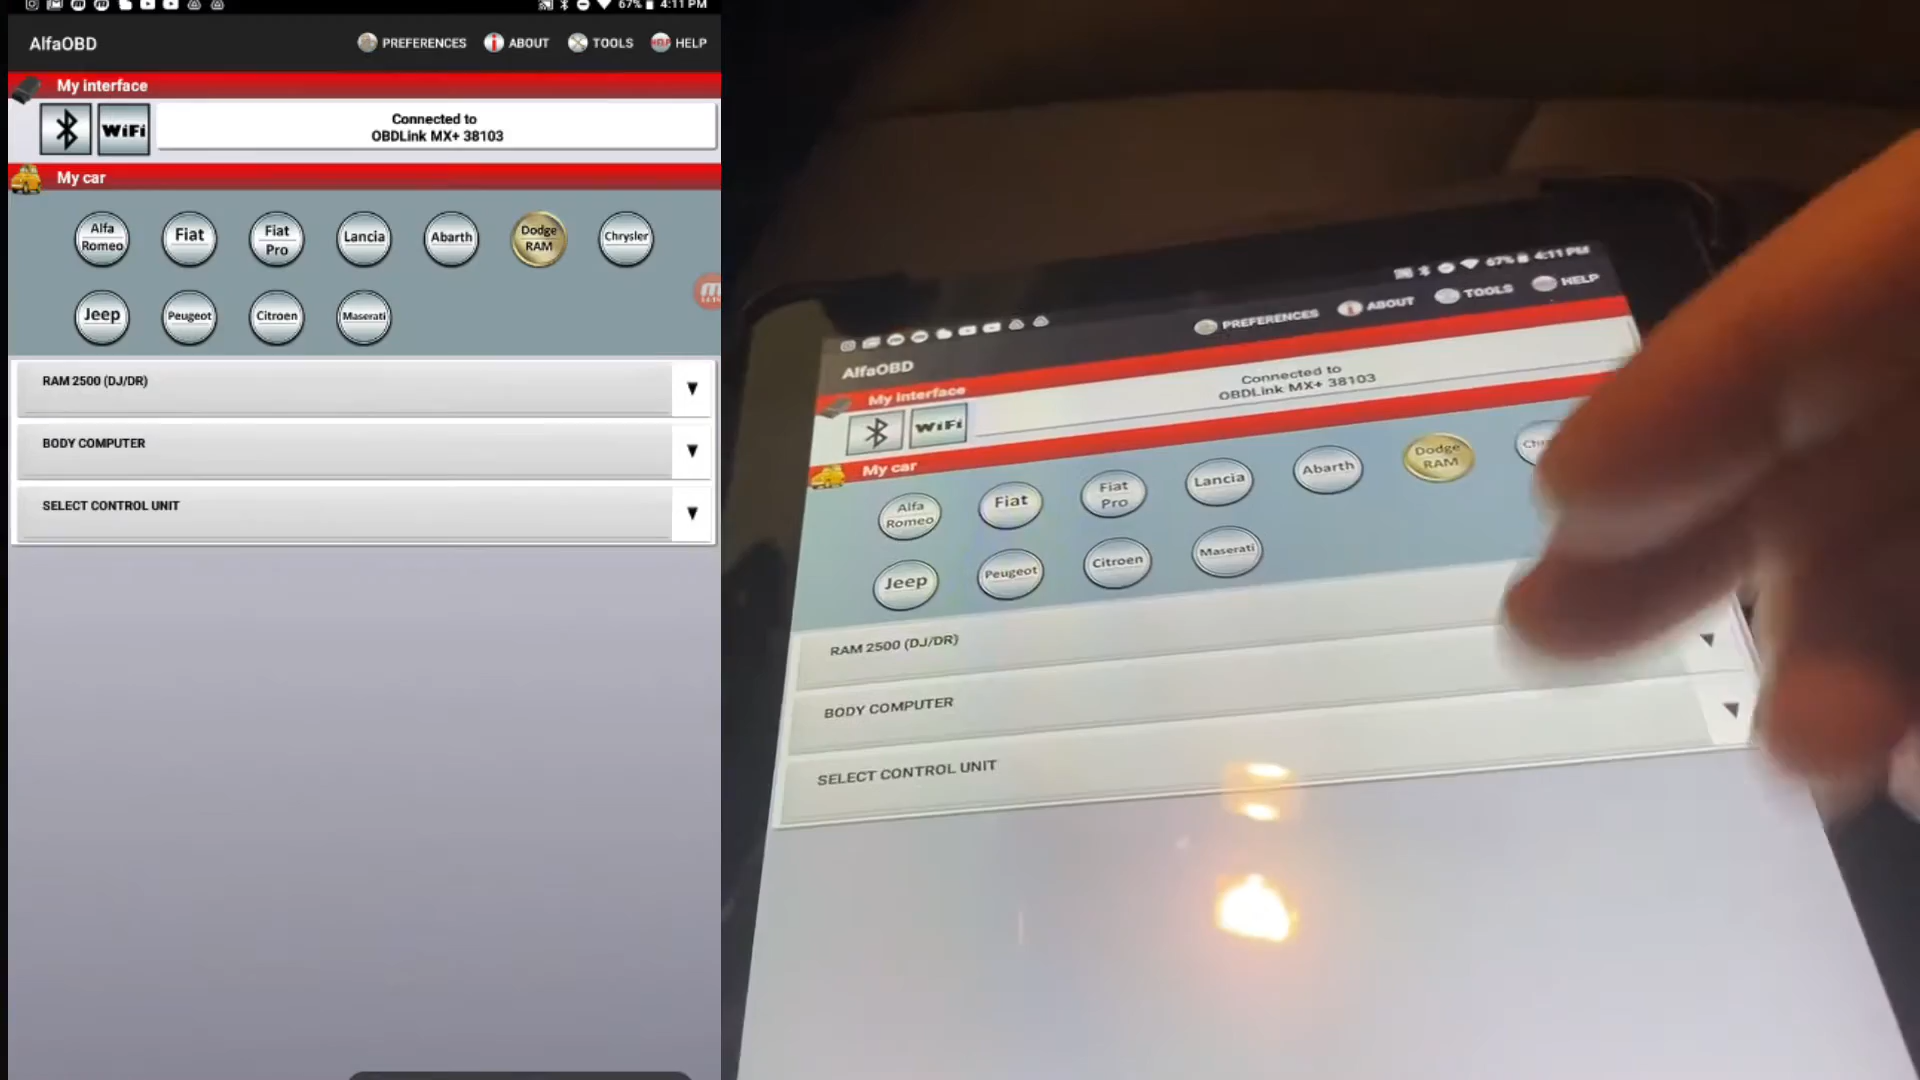 67% 4:11 PM
AlfaOBD
PREFERENCES ABOUT TOOLS HELP
My interface
WiFi
Connected to
OBDLink MX+ 38103
My car
Alfa Romeo
Fiat
Fiat Pro
Lancia
Abarth
Dodge RAM
Chrysler
Jeep
Peugeot
Citroen
Maserati
RAM 2500 (DJ/DR)
BODY COMPUTER
SELECT CONTROL UNIT
67% 4:11 PM
PREFERENCES ABOUT TOOLS HELP
AlfaOBD
My interface
WiFi
Connected to
OBDLink MX+ 38103
My car
Alfa Romeo
Fiat
Fiat Pro
Lancia
Abarth
Dodge RAM
Jeep
Peugeot
Citroen
Maserati
RAM 2500 (DJ/DR)
BODY COMPUTER
SELECT CONTROL UNIT